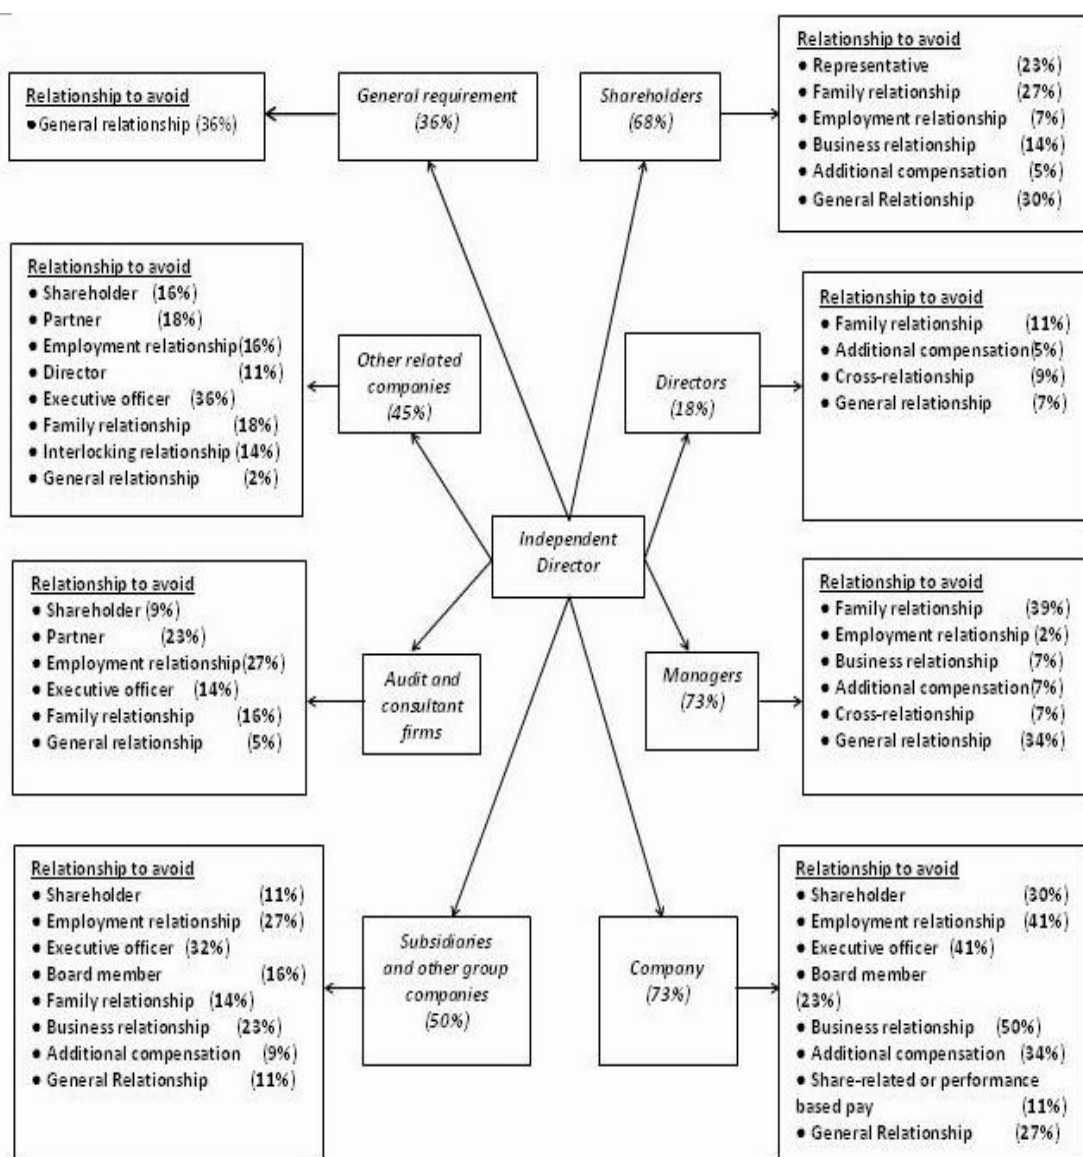 Relationship to avoid
• General relationship (36%)
General requirement
(36%)
Shareholders
(68%)
Relationship to avoid
• Representative (23%)
• Family relationship (27%)
• Employment relationship (7%)
• Business relationship (14%)
• Additional compensation (5%)
• General Relationship (30%)
Relationship to avoid
• Shareholder (16%)
• Partner (18%)
• Employment relationship(16%)
• Director (11%)
• Executive officer (36%)
• Family relationship (18%)
• Interlocking relationship (14%)
• General relationship (2%)
Other related
companies
(45%)
Directors
(18%)
Relationship to avoid
• Family relationship (11%)
• Additional compensation(5%)
• Cross-relationship (9%)
• General relationship (7%)
Independent
Director
Relationship to avoid
• Shareholder (9%)
• Partner (23%)
• Employment relationship(27%)
• Executive officer (14%)
• Family relationship (16%)
• General relationship (5%)
Audit and
consultant
firms
Managers
(73%)
Relationship to avoid
• Family relationship (39%)
• Employment relationship (2%)
• Business relationship (7%)
• Additional compensation(7%)
• Cross-relationship (7%)
• General relationship (34%)
Relationship to avoid
• Shareholder (11%)
• Employment relationship (27%)
• Executive officer (32%)
• Board member (16%)
• Family relationship (14%)
• Business relationship (23%)
• Additional compensation (9%)
• General Relationship (11%)
Subsidiaries
and other group
companies
(50%)
Company
(73%)
Relationship to avoid
• Shareholder (30%)
• Employment relationship (41%)
• Executive officer (41%)
• Board member
(23%)
• Business relationship (50%)
• Additional compensation (34%)
• Share-related or performance
based pay (11%)
• General Relationship (27%)